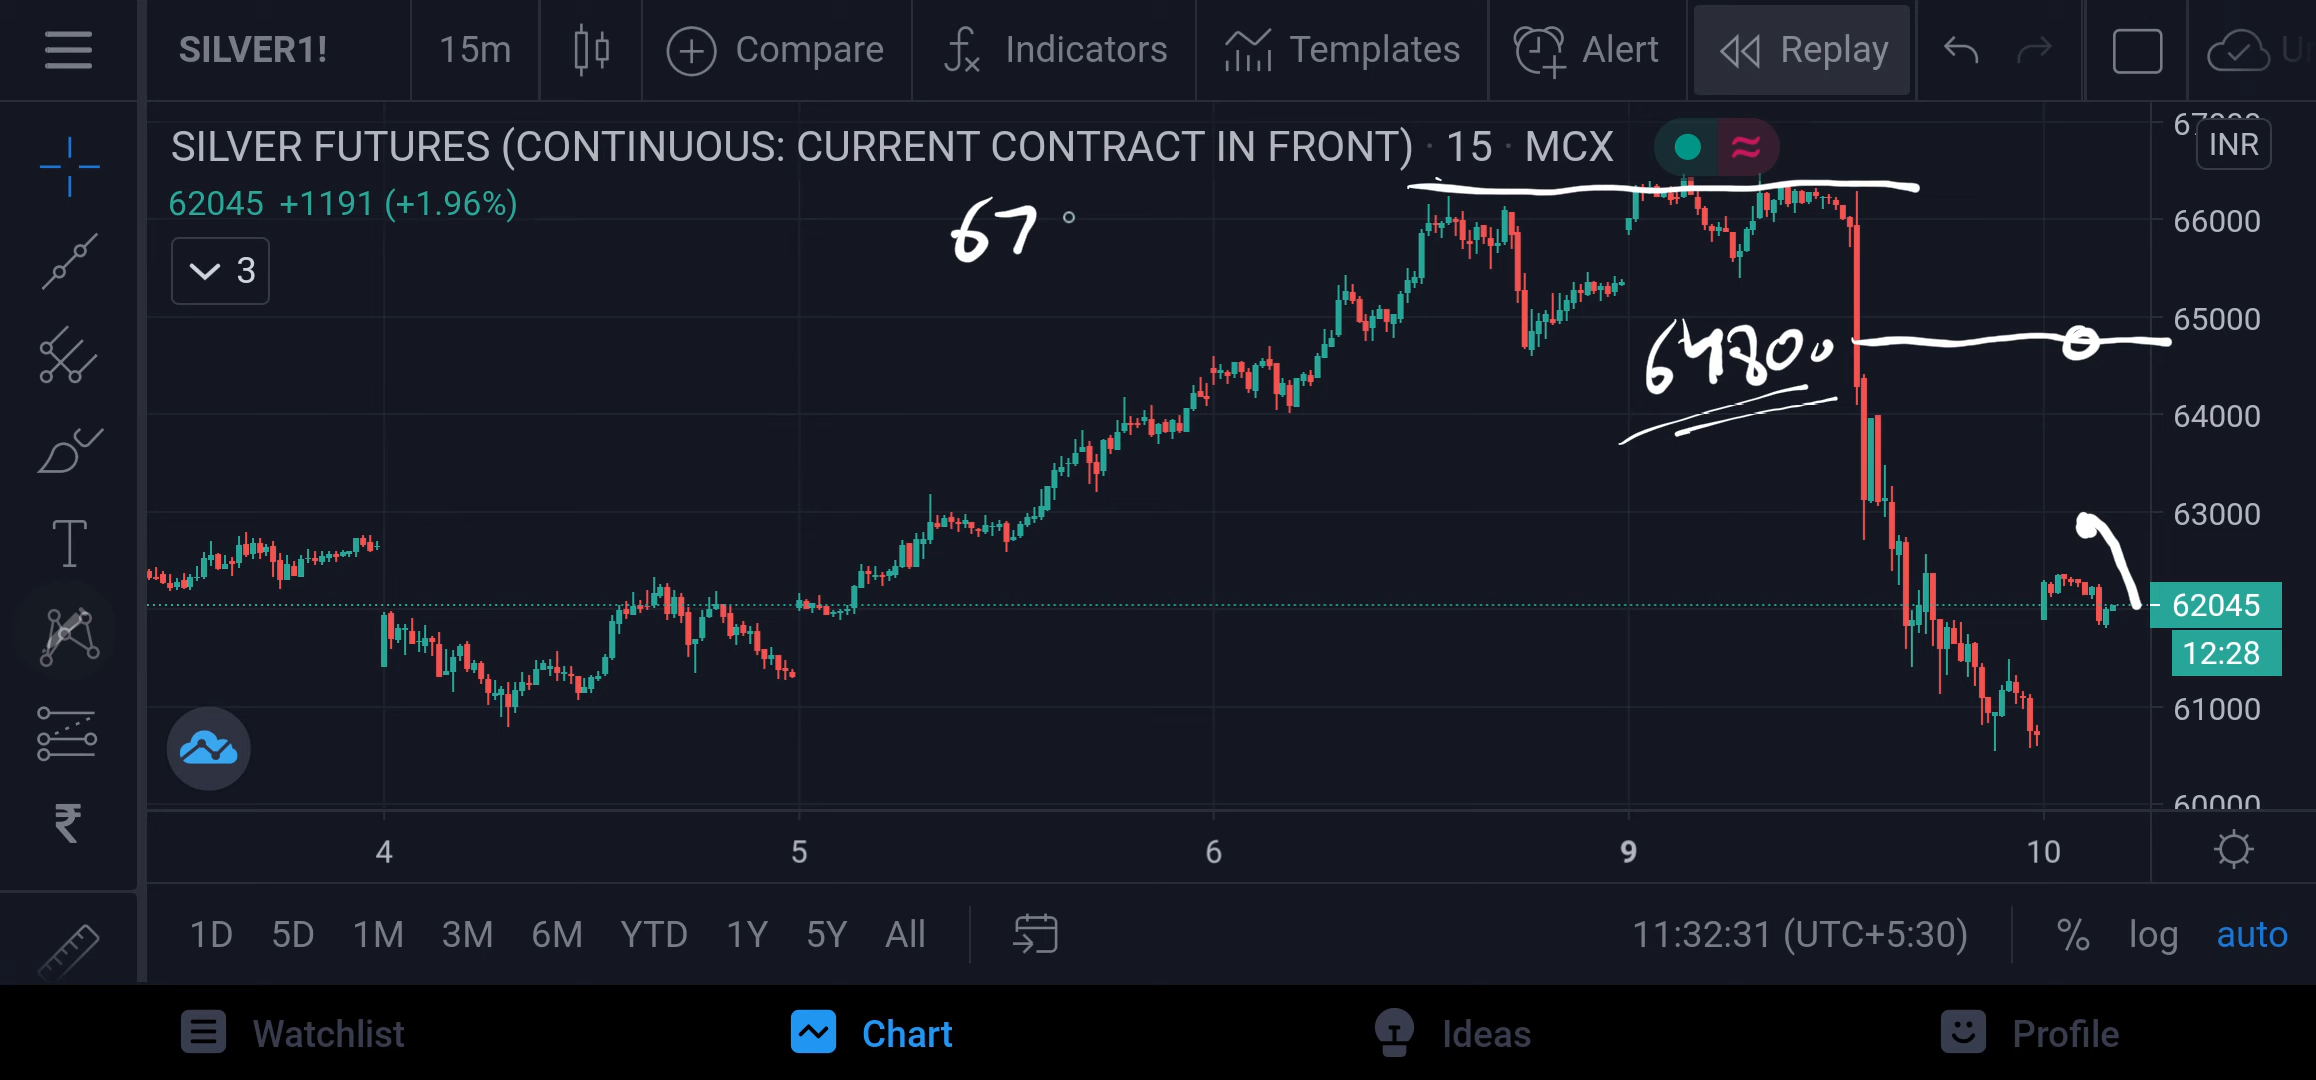 SILVER1! 15m Compare Indicators Templates Alert Replay
SILVER FUTURES (CONTINUOUS: CURRENT CONTRACT IN FRONT) · 15 · MCX
INR
62045 +1191 (+1.96%)
67
3
66000
65000
64800
64000
63000
62045
12:28
61000
4 5 6 9 10
1D 5D 1M 3M 6M YTD 1Y 5Y All 11:32:31 (UTC+5:30) % log auto
Watchlist Chart Ideas Profile